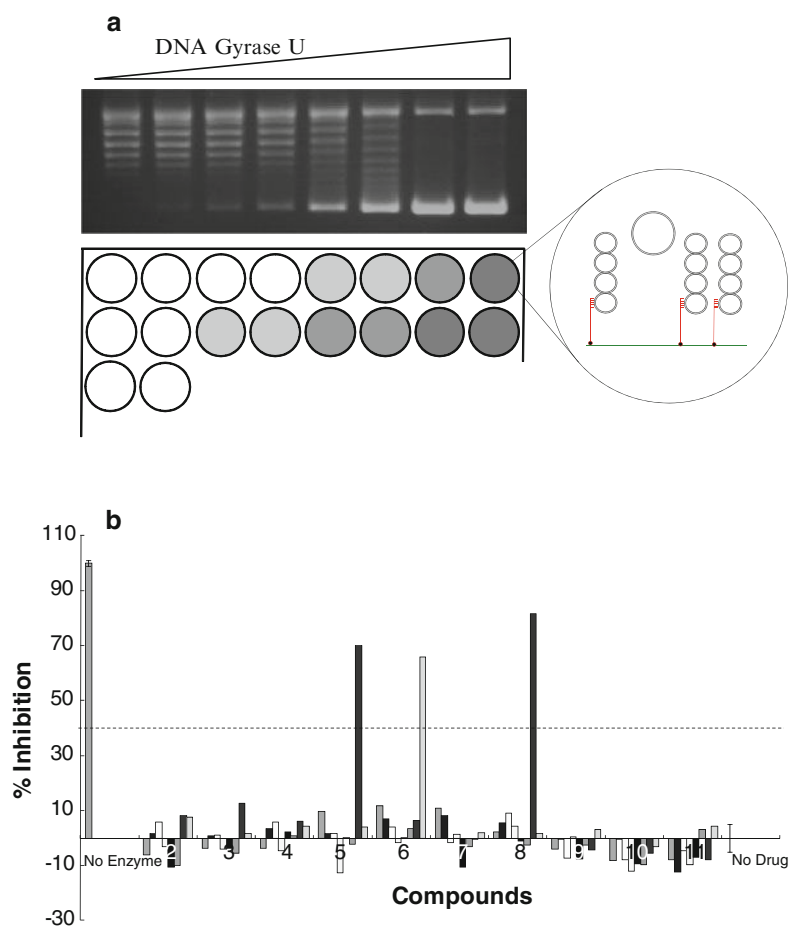 a
DNA Gyrase U
b
110
90
70
50
30
10
-10
-30
% Inhibition
No Enzyme 2 3 4 5 6 7 8 9 10 11 No Drug
Compounds